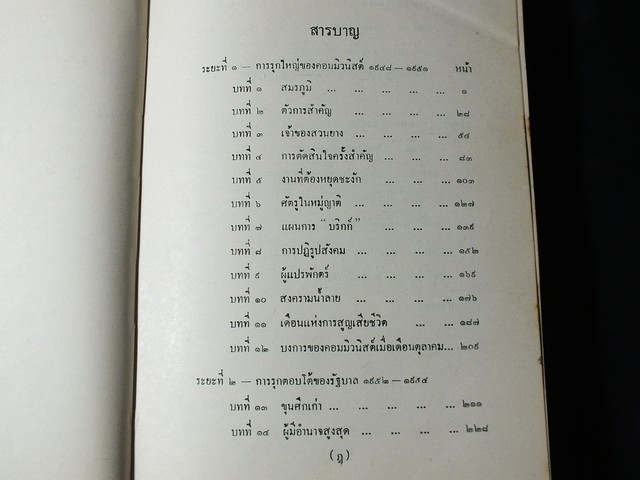 สารบาญ
ระยะที่ ๑ — การรุกใหญ่ของคอมมิวนิสต์ ๑๙๔๘ — ๑๙๕๑ หน้า
บทที่ ๑ สมรภูมิ ... ... ... ... ... ๑
บทที่ ๒ ตัวการสำคัญ ... ... ... ... ๒๘
บทที่ ๓ เจ้าของสวนยาง ... ... ... ... ๕๔
บทที่ ๔ การตัดสินใจครั้งสำคัญ ... ... ... ๘๓
บทที่ ๕ งานที่ต้องหยุดชะงัก ... ... ... ๑๐๓
บทที่ ๖ ศัตรูในหมู่ญาติ ... ... ... ... ๑๒๗
บทที่ ๗ แผนการ “บริกก์” ... ... ... ๑๓๕
บทที่ ๘ การปฏิรูปสังคม ... ... ... ... ๑๕๒
บทที่ ๙ ผู้แปรพักตร์ ... ... ... ... ๑๖๙
บทที่ ๑๐ สงครามน้ำลาย ... ... ... ... ๑๗๖
บทที่ ๑๑ เดือนแห่งการสูญเสียชีวิต ... ... ๑๘๗
บทที่ ๑๒ บงการของคอมมิวนิสต์เมื่อเดือนตุลาคม... ๒๐๙
ระยะที่ ๒ — การรุกตอบโต้ของรัฐบาล ๑๙๕๒ — ๑๙๕๔
บทที่ ๑๓ ขุนศึกเก่า ... ... ... ... ๒๑๑
บทที่ ๑๔ ผู้มีอำนาจสูงสุด ... ... ... ... ๒๒๘
(ฎ)